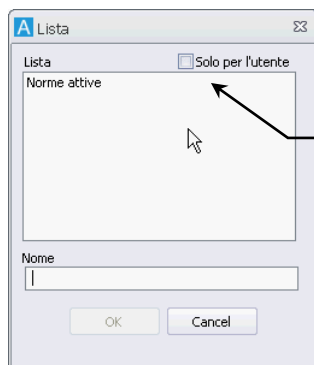 A Lista
Lista Solo per l'utente
Norme attive
Nome
OK Cancel